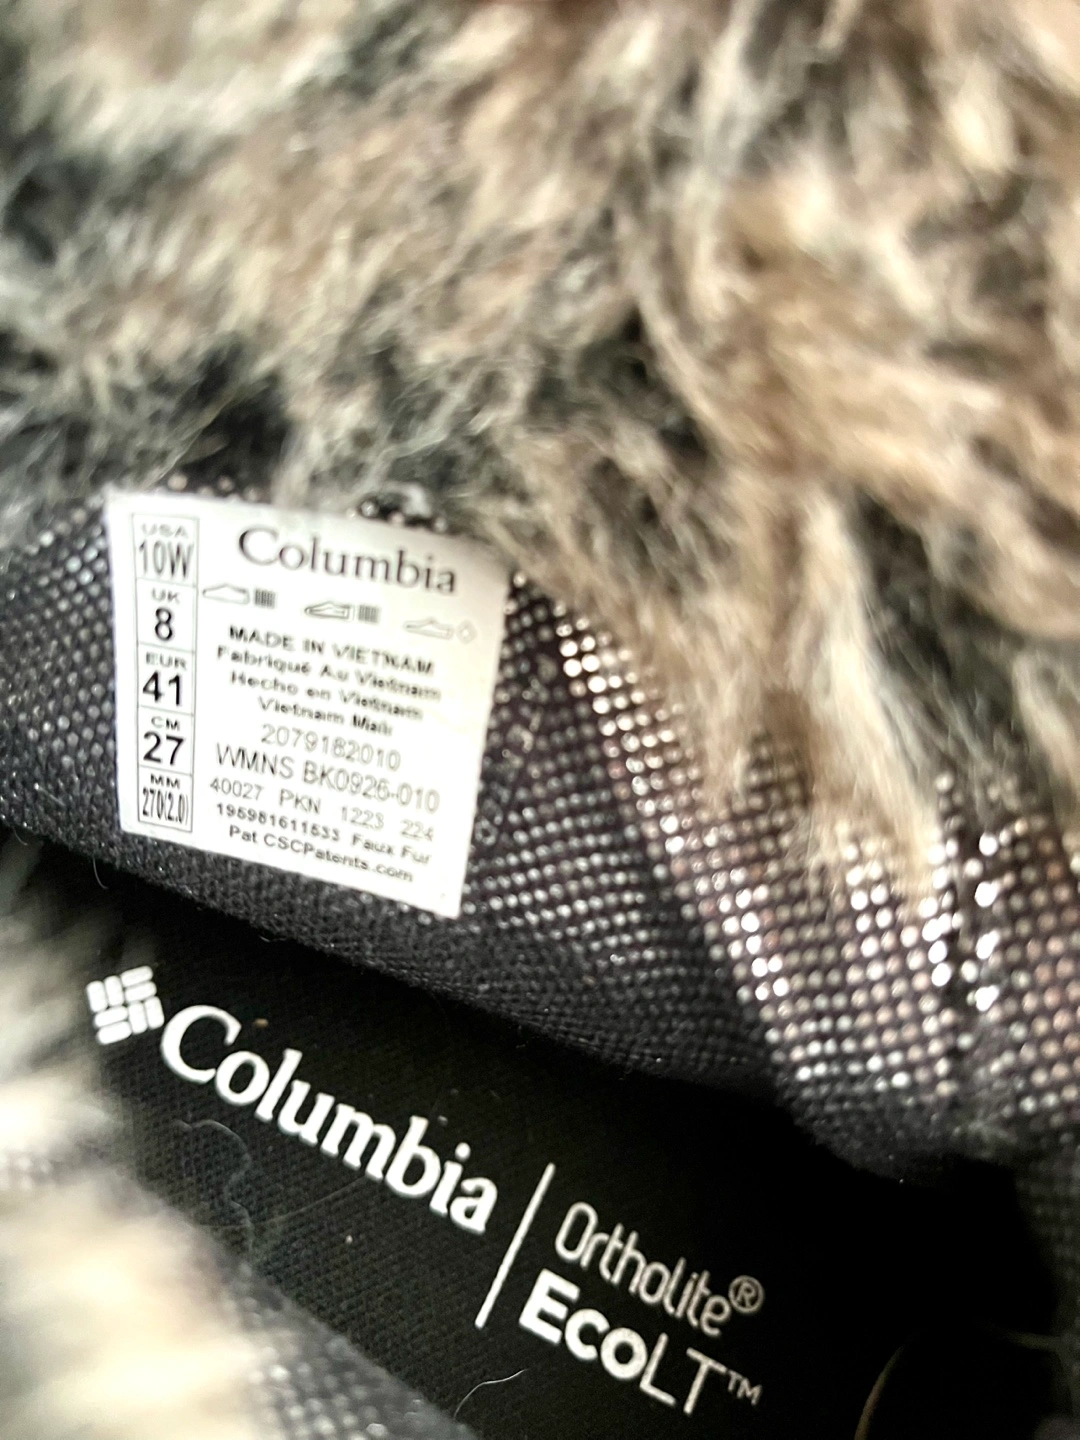 USA
10W
UK
8
EUR
41
CM
27
MM
270(2.0)
Columbia
MADE IN VIETNAM
Fabriqué Au Vietnam
Hecho en Vietnam
Vietnam Malı
2079182010
WMNS BK0926-010
40027 PKN 1223 224
195981611533 Faux Fur
Pat CSCPatents.com
Columbia
Ortholite®
EcoLT™